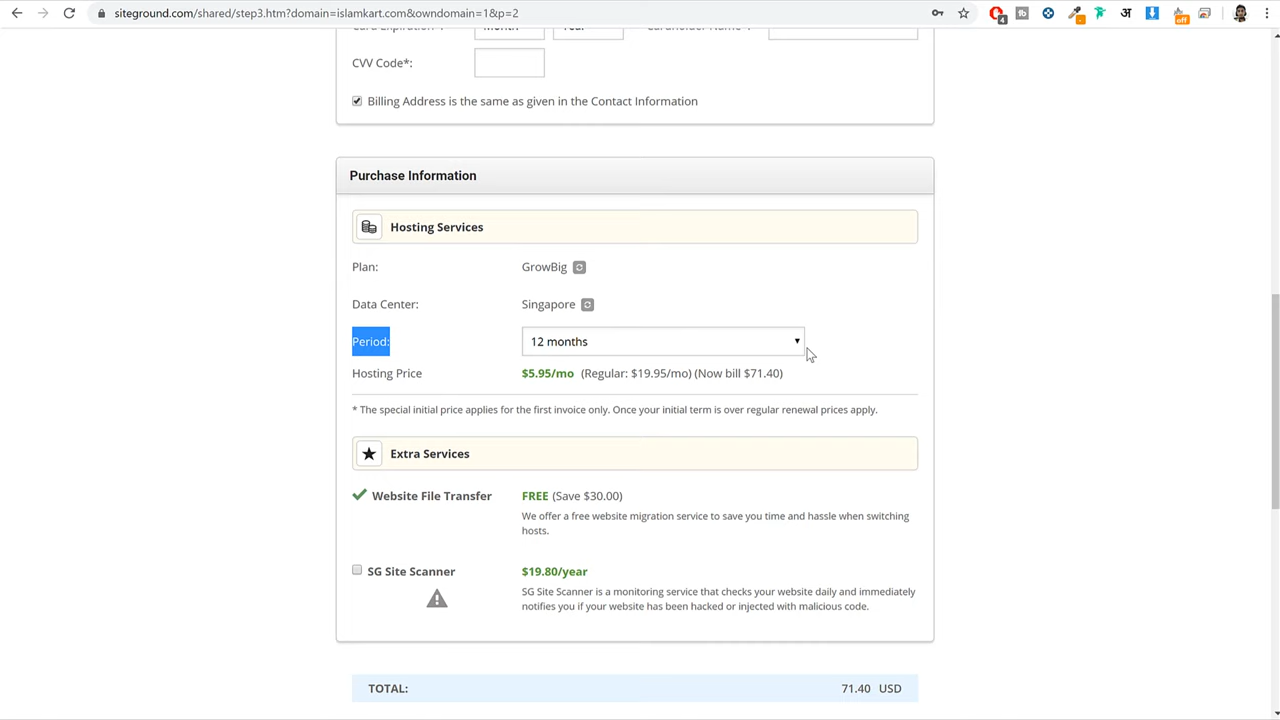 siteground.com/shared/step3.htm?domain=islamkart.com&owndomain=1&p=2
4
अ
off
CVV Code*:
Billing Address is the same as given in the Contact Information
Purchase Information
Hosting Services
Plan: GrowBig
Data Center: Singapore
Period: 12 months
Hosting Price $5.95/mo (Regular: $19.95/mo) (Now bill $71.40)
* The special initial price applies for the first invoice only. Once your initial term is over regular renewal prices apply.
Extra Services
Website File Transfer FREE (Save $30.00)
We offer a free website migration service to save you time and hassle when switching
hosts.
SG Site Scanner $19.80/year
SG Site Scanner is a monitoring service that checks your website daily and immediately
notifies you if your website has been hacked or injected with malicious code.
TOTAL: 71.40 USD